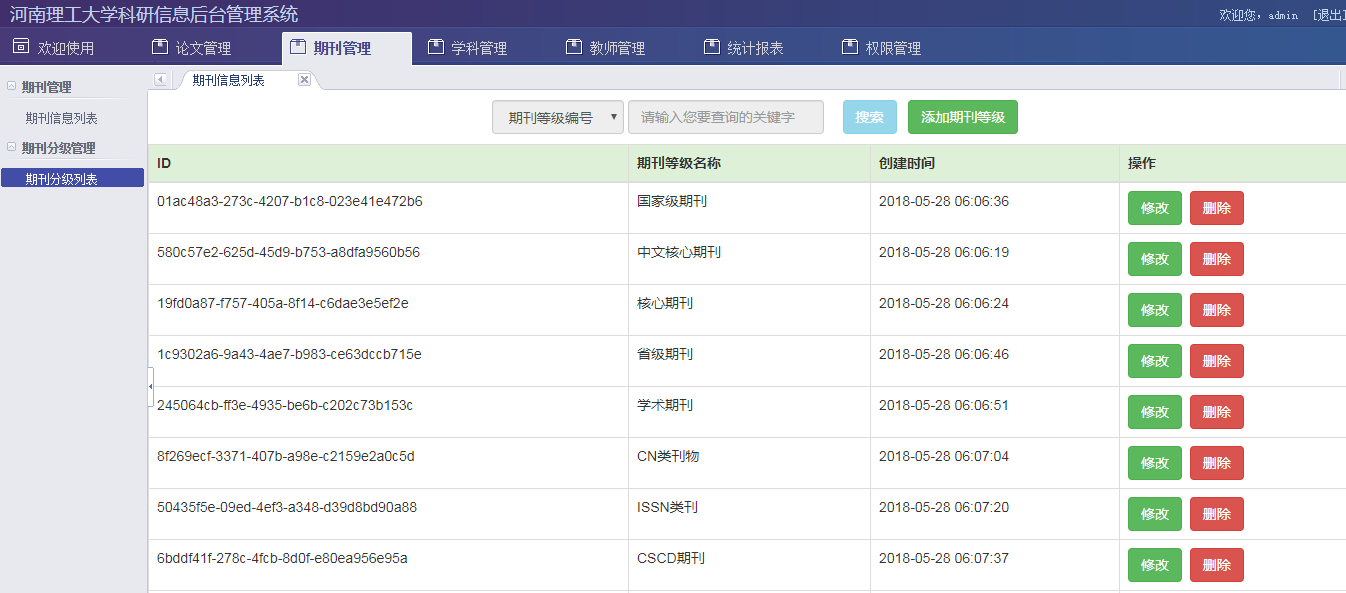 河南理工大学科研信息后台管理系统
欢迎您，admin [退出]
欢迎使用 论文管理 期刊管理 学科管理 教师管理 统计报表 权限管理
期刊管理
期刊信息列表
期刊分级管理
期刊分级列表
期刊信息列表
期刊等级编号 请输入您要查询的关键字 搜索 添加期刊等级
ID 期刊等级名称 创建时间 操作
01ac48a3-273c-4207-b1c8-023e41e472b6 国家级期刊 2018-05-28 06:06:36 修改 删除
580c57e2-625d-45d9-b753-a8dfa9560b56 中文核心期刊 2018-05-28 06:06:19 修改 删除
19fd0a87-f757-405a-8f14-c6dae3e5ef2e 核心期刊 2018-05-28 06:06:24 修改 删除
1c9302a6-9a43-4ae7-b983-ce63dccb715e 省级期刊 2018-05-28 06:06:46 修改 删除
245064cb-ff3e-4935-be6b-c202c73b153c 学术期刊 2018-05-28 06:06:51 修改 删除
8f269ecf-3371-407b-a98e-c2159e2a0c5d CN类刊物 2018-05-28 06:07:04 修改 删除
50435f5e-09ed-4ef3-a348-d39d8bd90a88 ISSN类刊 2018-05-28 06:07:20 修改 删除
6bddf41f-278c-4fcb-8d0f-e80ea956e95a CSCD期刊 2018-05-28 06:07:37 修改 删除